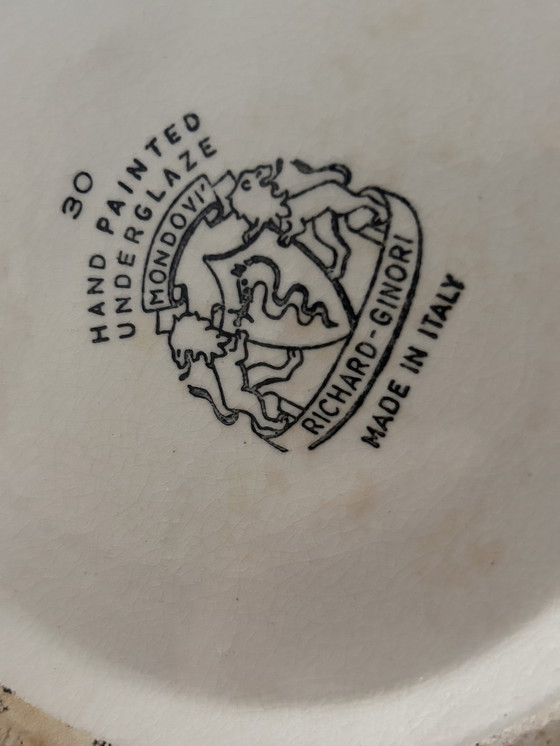 30
HAND PAINTED
UNDERGLAZE
MONDOVI'
RICHARD-GINORI
MADE IN ITALY